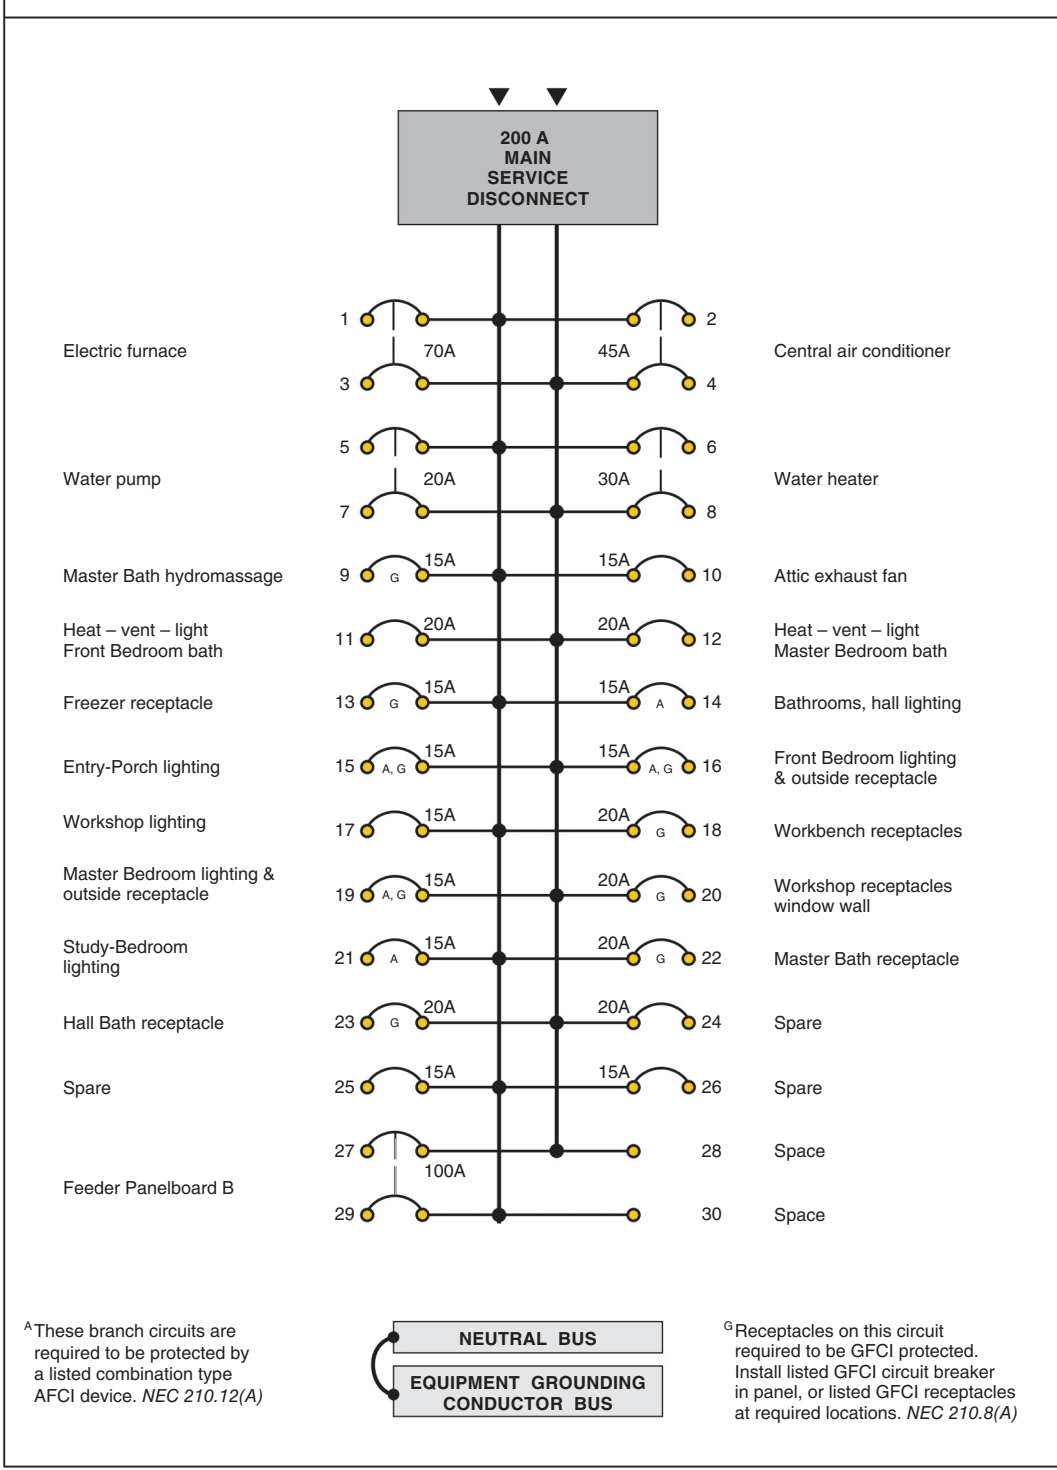 200 A
MAIN
SERVICE
DISCONNECT
1 2
Electric furnace 70A 45A Central air conditioner
3 4
5 6
Water pump 20A 30A Water heater
7 8
15A 15A
Master Bath hydromassage 9 G 10 Attic exhaust fan
20A 20A
Heat – vent – light
Front Bedroom bath
11 12
Heat – vent – light
Master Bedroom bath
15A 15A
Freezer receptacle 13 G A 14 Bathrooms, hall lighting
15A 15A
Entry-Porch lighting 15 A, G A, G 16
Front Bedroom lighting
& outside receptacle
15A 20A
Workshop lighting 17 G 18 Workbench receptacles
15A 20A
Master Bedroom lighting &
outside receptacle
19 A, G G 20
Workshop receptacles
window wall
15A 20A
Study-Bedroom
lighting
21 A G 22 Master Bath receptacle
20A 20A
Hall Bath receptacle 23 G 24 Spare
15A 15A
Spare 25 26 Spare
27 28 Space
100A
Feeder Panelboard B
29 30 Space
A These branch circuits are
required to be protected by
a listed combination type
AFCI device. NEC 210.12(A)
NEUTRAL BUS
EQUIPMENT GROUNDING
CONDUCTOR BUS
G Receptacles on this circuit
required to be GFCI protected.
Install listed GFCI circuit breaker
in panel, or listed GFCI receptacles
at required locations. NEC 210.8(A)